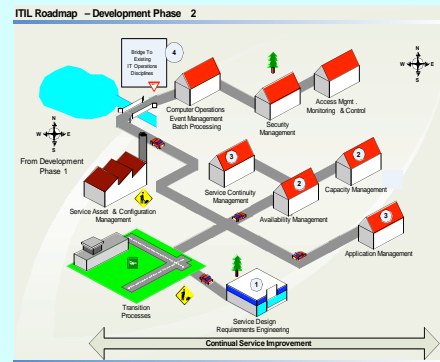 ITIL Roadmap – Development Phase 2
Bridge To
Existing
IT Operations
Disciplines
4
N
W
E
S
N
W
E
S
Computer Operations
Event Management
Batch Processing
Security
Management
Access Mgmt .
Monitoring & Control
From Development
Phase 1
3
2
2
Service Continuity
Management
Capacity Management
Availability Management
Service Asset & Configuration
Management
3
Application Management
1
Transition
Processes
Service Design
Requirements Engineering
Continual Service Improvement